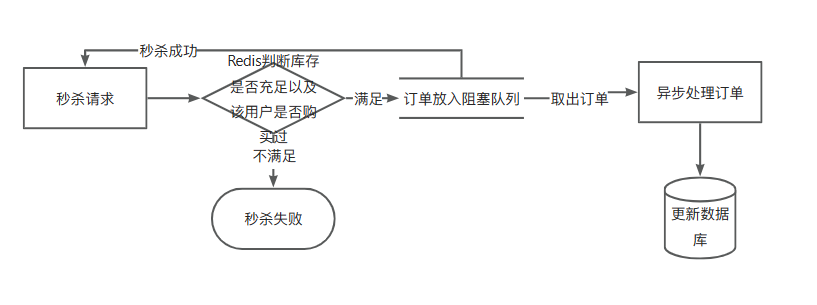 秒杀成功
秒杀请求
Redis判断库存
是否充足以及
该用户是否购
买过
满足
订单放入阻塞队列
取出订单
异步处理订单
不满足
秒杀失败
更新数据
库